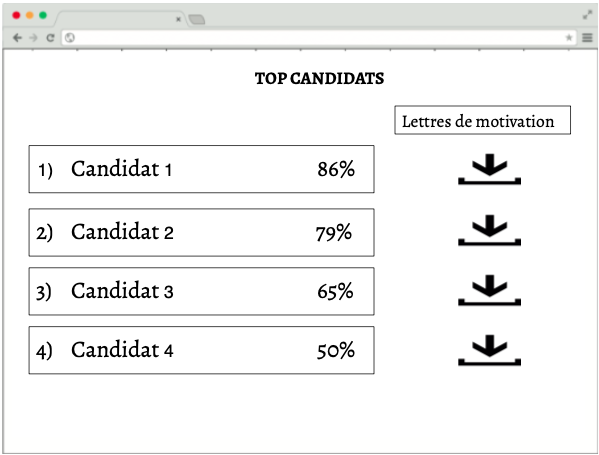 TOP CANDIDATS
Lettres de motivation
1) Candidat 1 86%
2) Candidat 2 79%
3) Candidat 3 65%
4) Candidat 4 50%